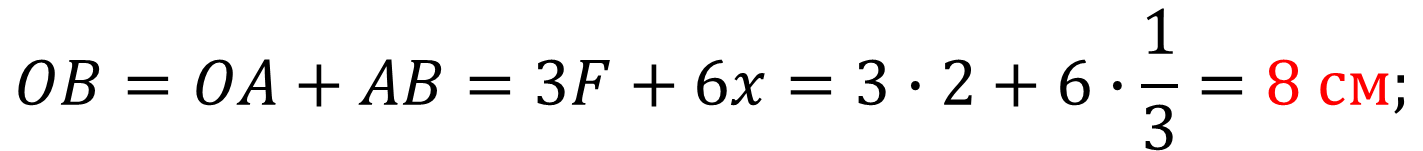 OB = OA + AB = 3F + 6x = 3 · 2 + 6 · 1/3 = 8 см;